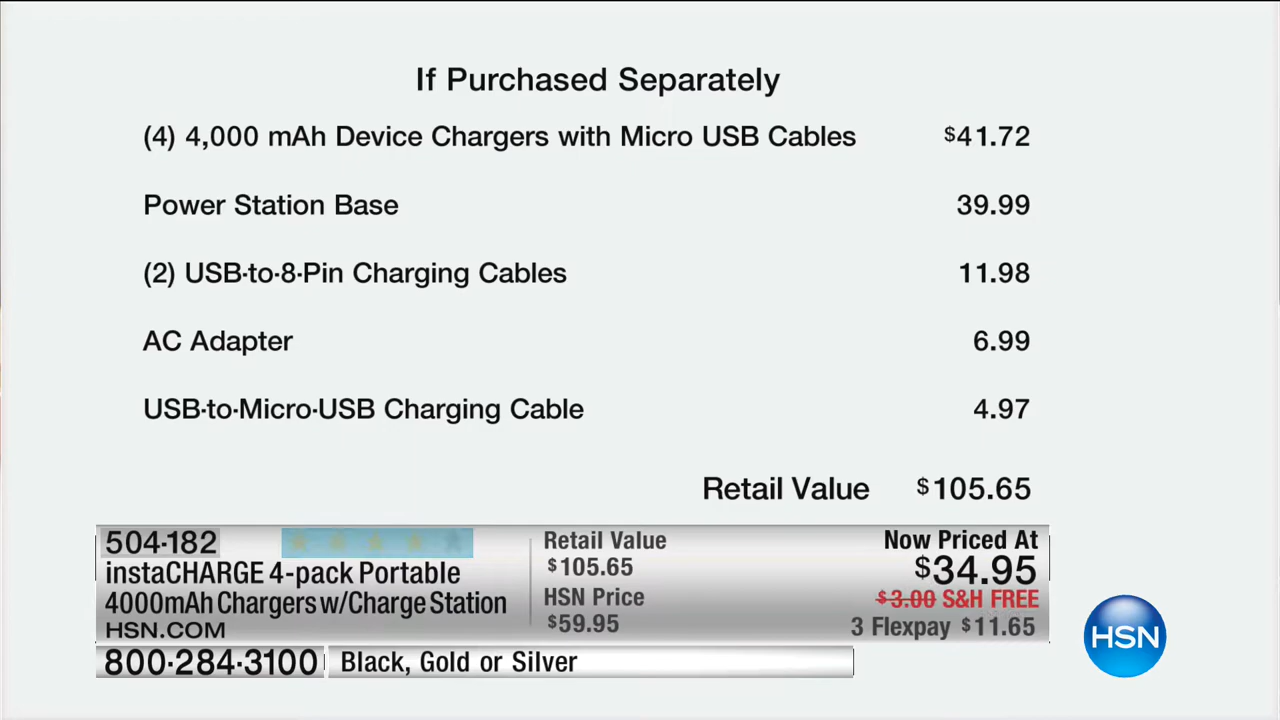 If Purchased Separately
(4) 4,000 mAh Device Chargers with Micro USB Cables $41.72
Power Station Base 39.99
(2) USB-to-8-Pin Charging Cables 11.98
AC Adapter 6.99
USB-to-Micro-USB Charging Cable 4.97
Retail Value $105.65
504-182
instaCHARGE 4-pack Portable
4000mAh Chargers w/Charge Station
HSN.COM
Retail Value
$105.65
HSN Price
$59.95
Now Priced At
$34.95
$3.00 S&H FREE
3 Flexpay $11.65
HSN
800-284-3100 Black, Gold or Silver